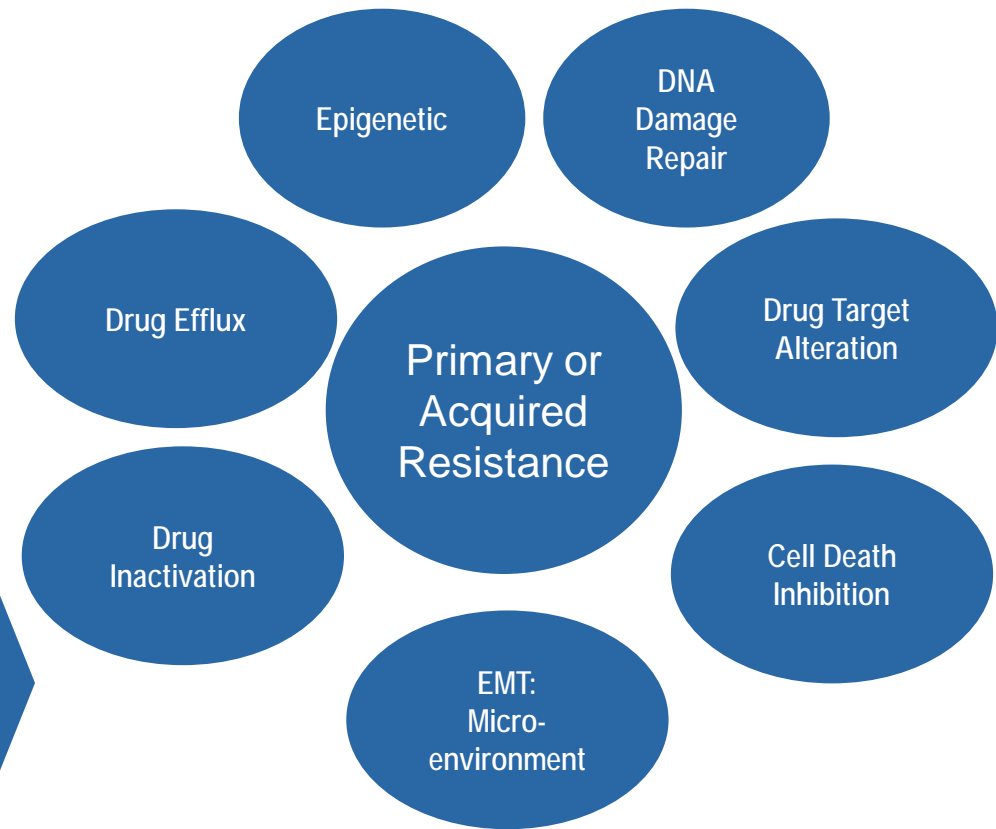 Epigenetic
DNA
Damage
Repair
Drug Efflux
Drug Target
Alteration
Primary or
Acquired
Resistance
Drug
Inactivation
Cell Death
Inhibition
EMT:
Micro-
environment